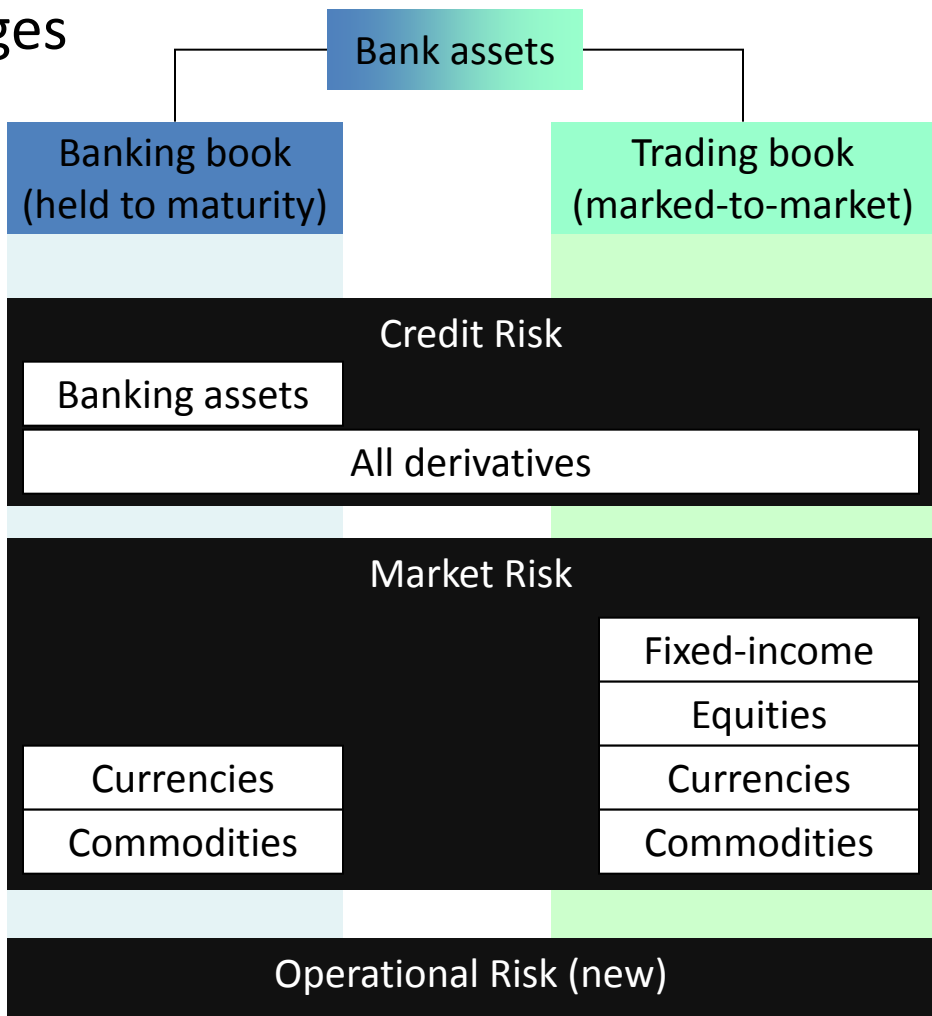 Bank assets
Banking book
(held to maturity)
Trading book
(marked-to-market)
Credit Risk
Banking assets
All derivatives
Market Risk
Fixed-income
Equities
Currencies
Currencies
Commodities
Commodities
Operational Risk (new)